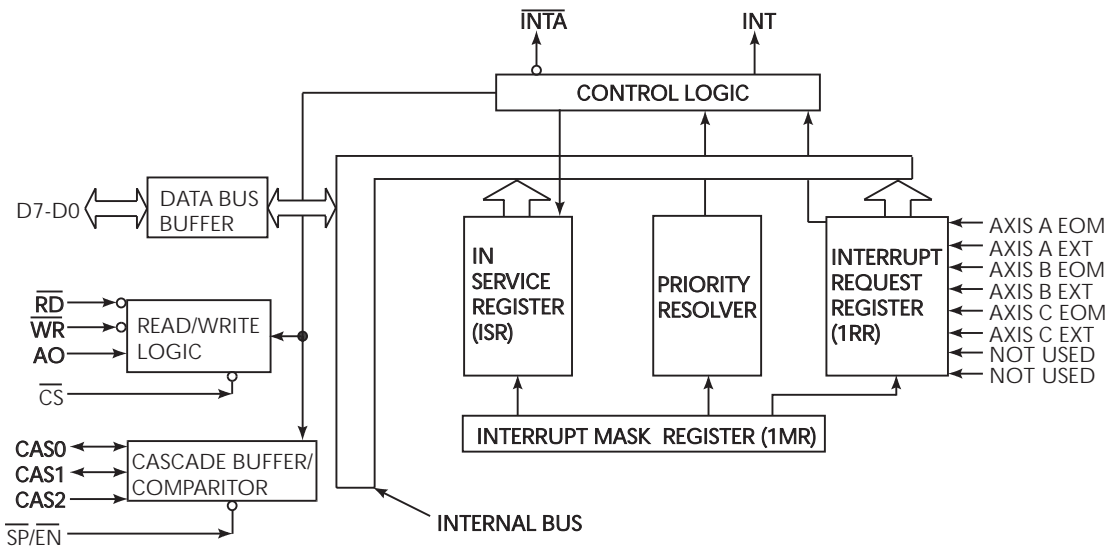 INTA
INT
CONTROL LOGIC
D7-D0
DATA BUS
BUFFER
RD
WR
AO
CS
READ/WRITE
LOGIC
CAS0
CAS1
CAS2
SP/EN
CASCADE BUFFER/
COMPARITOR
IN
SERVICE
REGISTER
(ISR)
PRIORITY
RESOLVER
INTERRUPT
REQUEST
REGISTER
(1RR)
AXIS A EOM
AXIS A EXT
AXIS B EOM
AXIS B EXT
AXIS C EOM
AXIS C EXT
NOT USED
NOT USED
INTERRUPT MASK REGISTER (1MR)
INTERNAL BUS